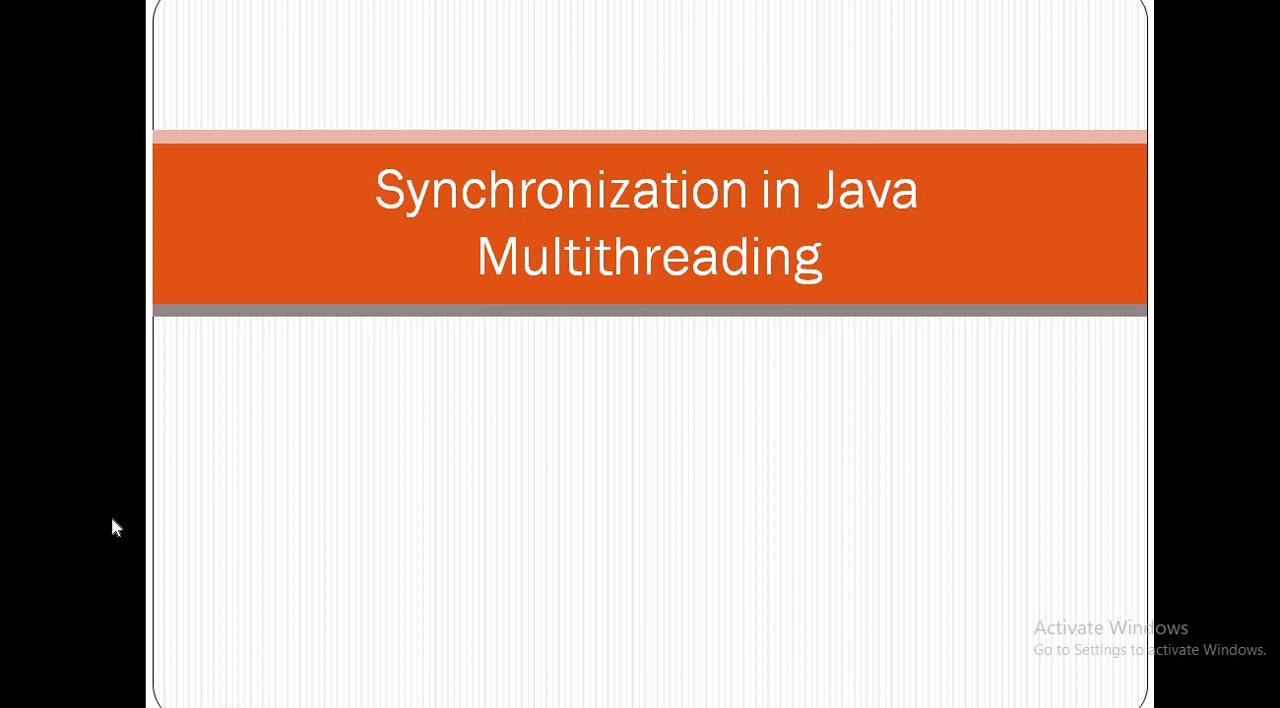 Synchronization in Java
Multithreading
Activate Windows
Go to Settings to activate Windows.